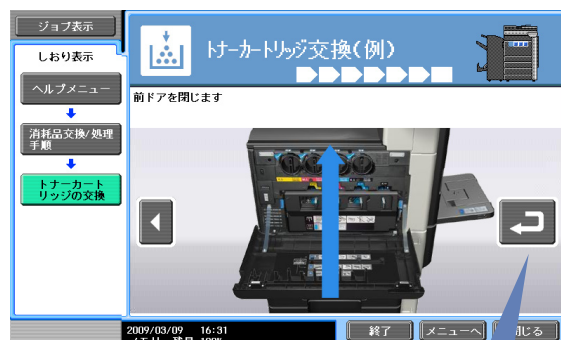 ジョブ表示
しおり表示
ヘルプメニュー
消耗品交換/処理
手順
トナーカート
リッジの交換
トナーカートリッジ交換(例)
前ドアを閉じます
2009/03/09 16:31
終了
メニューへ
閉じる